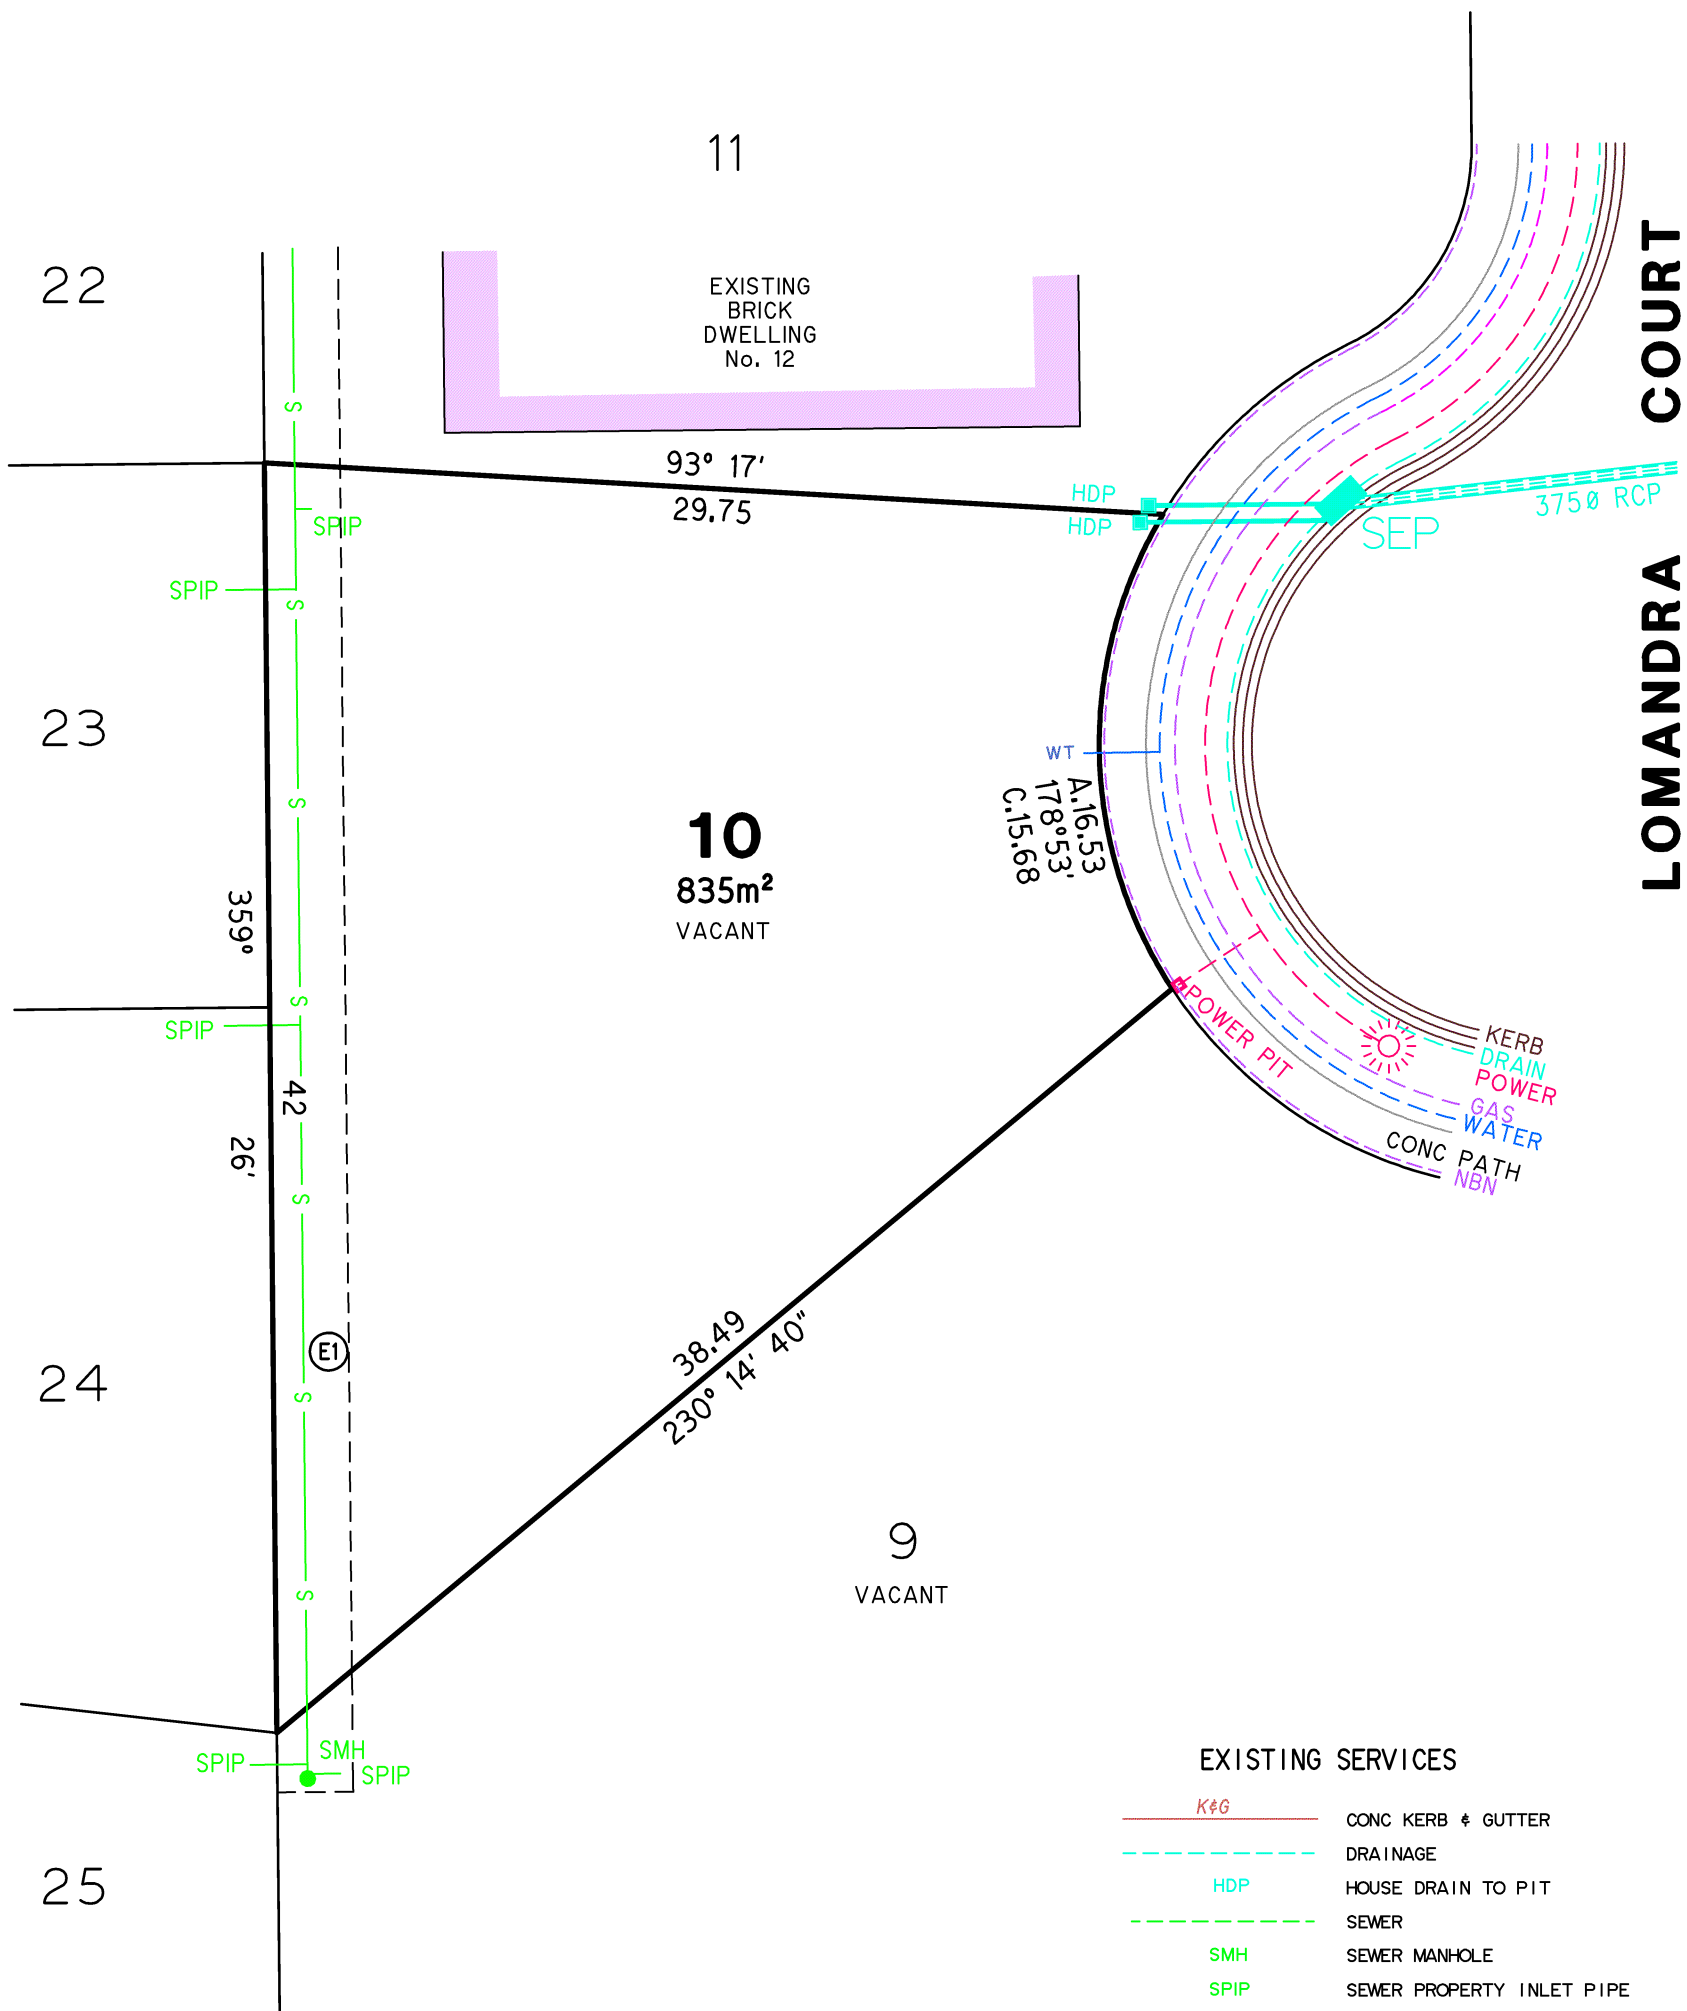 11
22
EXISTING
BRICK
DWELLING
No. 12
COURT
LOMANDRA
93° 17'
29.75
HDP
HDP
375Ø RCP
SEP
SPIP
SPIP
23
WT
A.16.53
178°53'
C.15.68
10
835m²
VACANT
359°
42
26'
SPIP
POWER PIT
KERB
DRAIN
POWER
GAS
WATER
CONC PATH
NBN
38.49
230° 14' 40"
E1
24
9
VACANT
SPIP
SMH
SPIP
25
S
S
S
S
S
S
S
EXISTING SERVICES
K&G
CONC KERB & GUTTER
DRAINAGE
HDP
HOUSE DRAIN TO PIT
SEWER
SMH
SEWER MANHOLE
SPIP
SEWER PROPERTY INLET PIPE